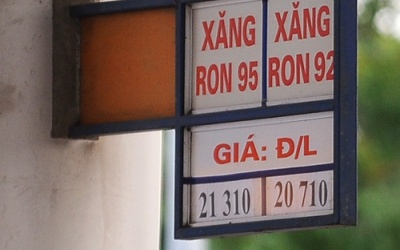 XĂNG XĂNG
RON 95 RON 92
GIÁ: Đ/L
21 310 20 710